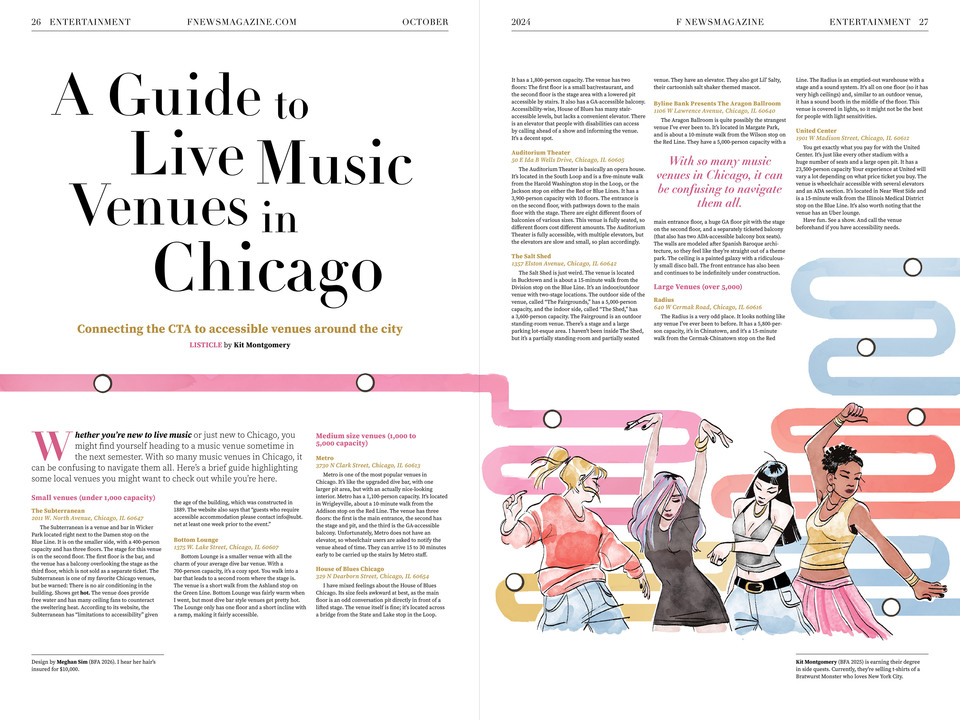 26 ENTERTAINMENT
FNEWSMAGAZINE.COM
OCTOBER
A Guide to
Live Music
Venues in
Chicago
Connecting the CTA to accessible venues around the city
LISTICLE by Kit Montgomery
Whether you're new to live music or just new to Chicago, you
might find yourself heading to a music venue sometime in
the next semester. With so many music venues in Chicago, it
can be confusing to navigate them all. Here's a brief guide highlighting
some local venues you might want to check out while you're here.
Small venues (under 1,000 capacity)
The Subterranean
2011 W. North Avenue, Chicago, IL 60647
The Subterranean is a venue and bar in Wicker
Park located right next to the Damen stop on the
Blue Line. It is on the smaller side, with a 400-person
capacity and has three floors. The stage for this venue
is on the second floor. The first floor is the bar, and
the venue has a balcony overlooking the stage as the
third floor, which is not sold as a separate ticket. The
Subterranean is one of my favorite Chicago venues,
but be warned: There is no air conditioning in the
building. Shows get hot. The venue does provide
free water and has many ceiling fans to counteract
the sweltering heat. According to its website, the
Subterranean has "limitations to accessibility" given
the age of the building, which was constructed in
1889. The website also says that "guests who require
accessible accommodation please contact info@subt.
net at least one week prior to the event."
Bottom Lounge
1375 W. Lake Street, Chicago, IL 60607
Bottom Lounge is a smaller venue with all the
charm of your average dive bar venue. With a
700-person capacity, it's a cozy spot. You walk into a
bar that leads to a second room where the stage is.
The venue is a short walk from the Ashland stop on
the Green Line. Bottom Lounge was fairly warm when
I went, but most dive bar style venues get pretty hot.
The Lounge only has one floor and a short incline with
a ramp, making it fairly accessible.
Medium size venues (1,000 to
5,000 capacity)
Metro
3730 N Clark Street, Chicago, IL 60613
Metro is one of the most popular venues in
Chicago. It's like the upgraded dive bar, with one
larger pit area, but with an actually nice-looking
interior. Metro has a 1,100-person capacity. It's located
in Wrigleyville, about a 10-minute walk from the
Addison stop on the Red Line. The venue has three
floors: the first is the main entrance, the second has
the stage and pit, and the third is the GA-accessible
balcony. Unfortunately, Metro does not have an
elevator, so wheelchair users are asked to notify the
venue ahead of time. They can arrive 15 to 30 minutes
early to be carried up the stairs by Metro staff.
House of Blues Chicago
329 N Dearborn Street, Chicago, IL 60654
I have mixed feelings about the House of Blues
Chicago. Its size feels awkward at best, as the main
floor is an odd conversation pit directly in front of a
lifted stage. The venue itself is fine; it's located across
a bridge from the State and Lake stop in the Loop.
Design by Meghan Sim (BFA 2026). I hear her hair's
insured for $10,000.
2024
F NEWSMAGAZINE
ENTERTAINMENT 27
It has a 1,800-person capacity. The venue has two
floors: The first floor is a small bar/restaurant, and
the second floor is the stage area with a lowered pit
accessible by stairs. It also has a GA-accessible balcony.
Accessibility-wise, House of Blues has many stair-
accessible levels, but lacks a convenient elevator. There
is an elevator that people with disabilities can access
by calling ahead of a show and informing the venue.
It's a decent spot.
Auditorium Theater
50 E Ida B Wells Drive, Chicago, IL 60605
The Auditorium Theater is basically an opera house.
It's located in the South Loop and is a five-minute walk
from the Harold Washington stop in the Loop, or the
Jackson stop on either the Red or Blue Lines. It has a
3,900-person capacity with 10 floors. The entrance is
on the second floor, with pathways down to the main
floor with the stage. There are eight different floors of
balconies of various sizes. This venue is fully seated, so
different floors cost different amounts. The Auditorium
Theater is fully accessible, with multiple elevators, but
the elevators are slow and small, so plan accordingly.
The Salt Shed
1357 Elston Avenue, Chicago, IL 60642
The Salt Shed is just weird. The venue is located
in Bucktown and is about a 15-minute walk from the
Division stop on the Blue Line. It's an indoor/outdoor
venue with two-stage locations. The outdoor side of the
venue, called "The Fairgrounds," has a 5,000-person
capacity, and the indoor side, called "The Shed," has
a 3,600-person capacity. The Fairground is an outdoor
standing-room venue. There's a stage and a large
parking lot-esque area. I haven't been inside The Shed,
but it's a partially standing-room and partially seated
venue. They have an elevator. They also got Lil' Salty,
their cartoonish salt shaker themed mascot.
Byline Bank Presents The Aragon Ballroom
1106 W Lawrence Avenue, Chicago, IL 60640
The Aragon Ballroom is quite possibly the strangest
venue I've ever been to. It's located in Margate Park,
and is about a 10-minute walk from the Wilson stop on
the Red Line. They have a 5,000-person capacity with a
With so many music
venues in Chicago, it can
be confusing to navigate
them all.
main entrance floor, a huge GA floor pit with the stage
on the second floor, and a separately ticketed balcony
(that also has two ADA-accessible balcony box seats).
The walls are modeled after Spanish Baroque archi-
tecture, so they feel like they're straight out of a theme
park. The ceiling is a painted galaxy with a ridiculous-
ly small disco ball. The front entrance has also been
and continues to be indefinitely under construction.
Large Venues (over 5,000)
Radius
640 W Cermak Road, Chicago, IL 60616
The Radius is a very odd place. It looks nothing like
any venue I've ever been to before. It has a 3,800-per-
son capacity, it's in Chinatown, and it's a 15-minute
walk from the Cermak-Chinatown stop on the Red
Line. The Radius is an emptied-out warehouse with a
stage and a sound system. It's all on one floor (so it has
very high ceilings) and, similar to an outdoor venue,
it has a sound booth in the middle of the floor. This
venue is covered in lights, so it might not be the best
for people with light sensitivities.
United Center
1901 W Madison Street, Chicago, IL 60612
You get exactly what you pay for with the United
Center. It's just like every other stadium with a
huge number of seats and a large open pit. It has a
23,500-person capacity Your experience at United will
vary a lot depending on what price ticket you buy. The
venue is wheelchair accessible with several elevators
and an ADA section. It's located in Near West Side and
is a 15-minute walk from the Illinois Medical District
stop on the Blue Line. It's also worth noting that the
venue has an Uber lounge.
Have fun. See a show. And call the venue
beforehand if you have accessibility needs.
Kit Montgomery (BFA 2025) is earning their degree
in side quests. Currently, they're selling t-shirts of a
Bratwurst Monster who loves New York City.